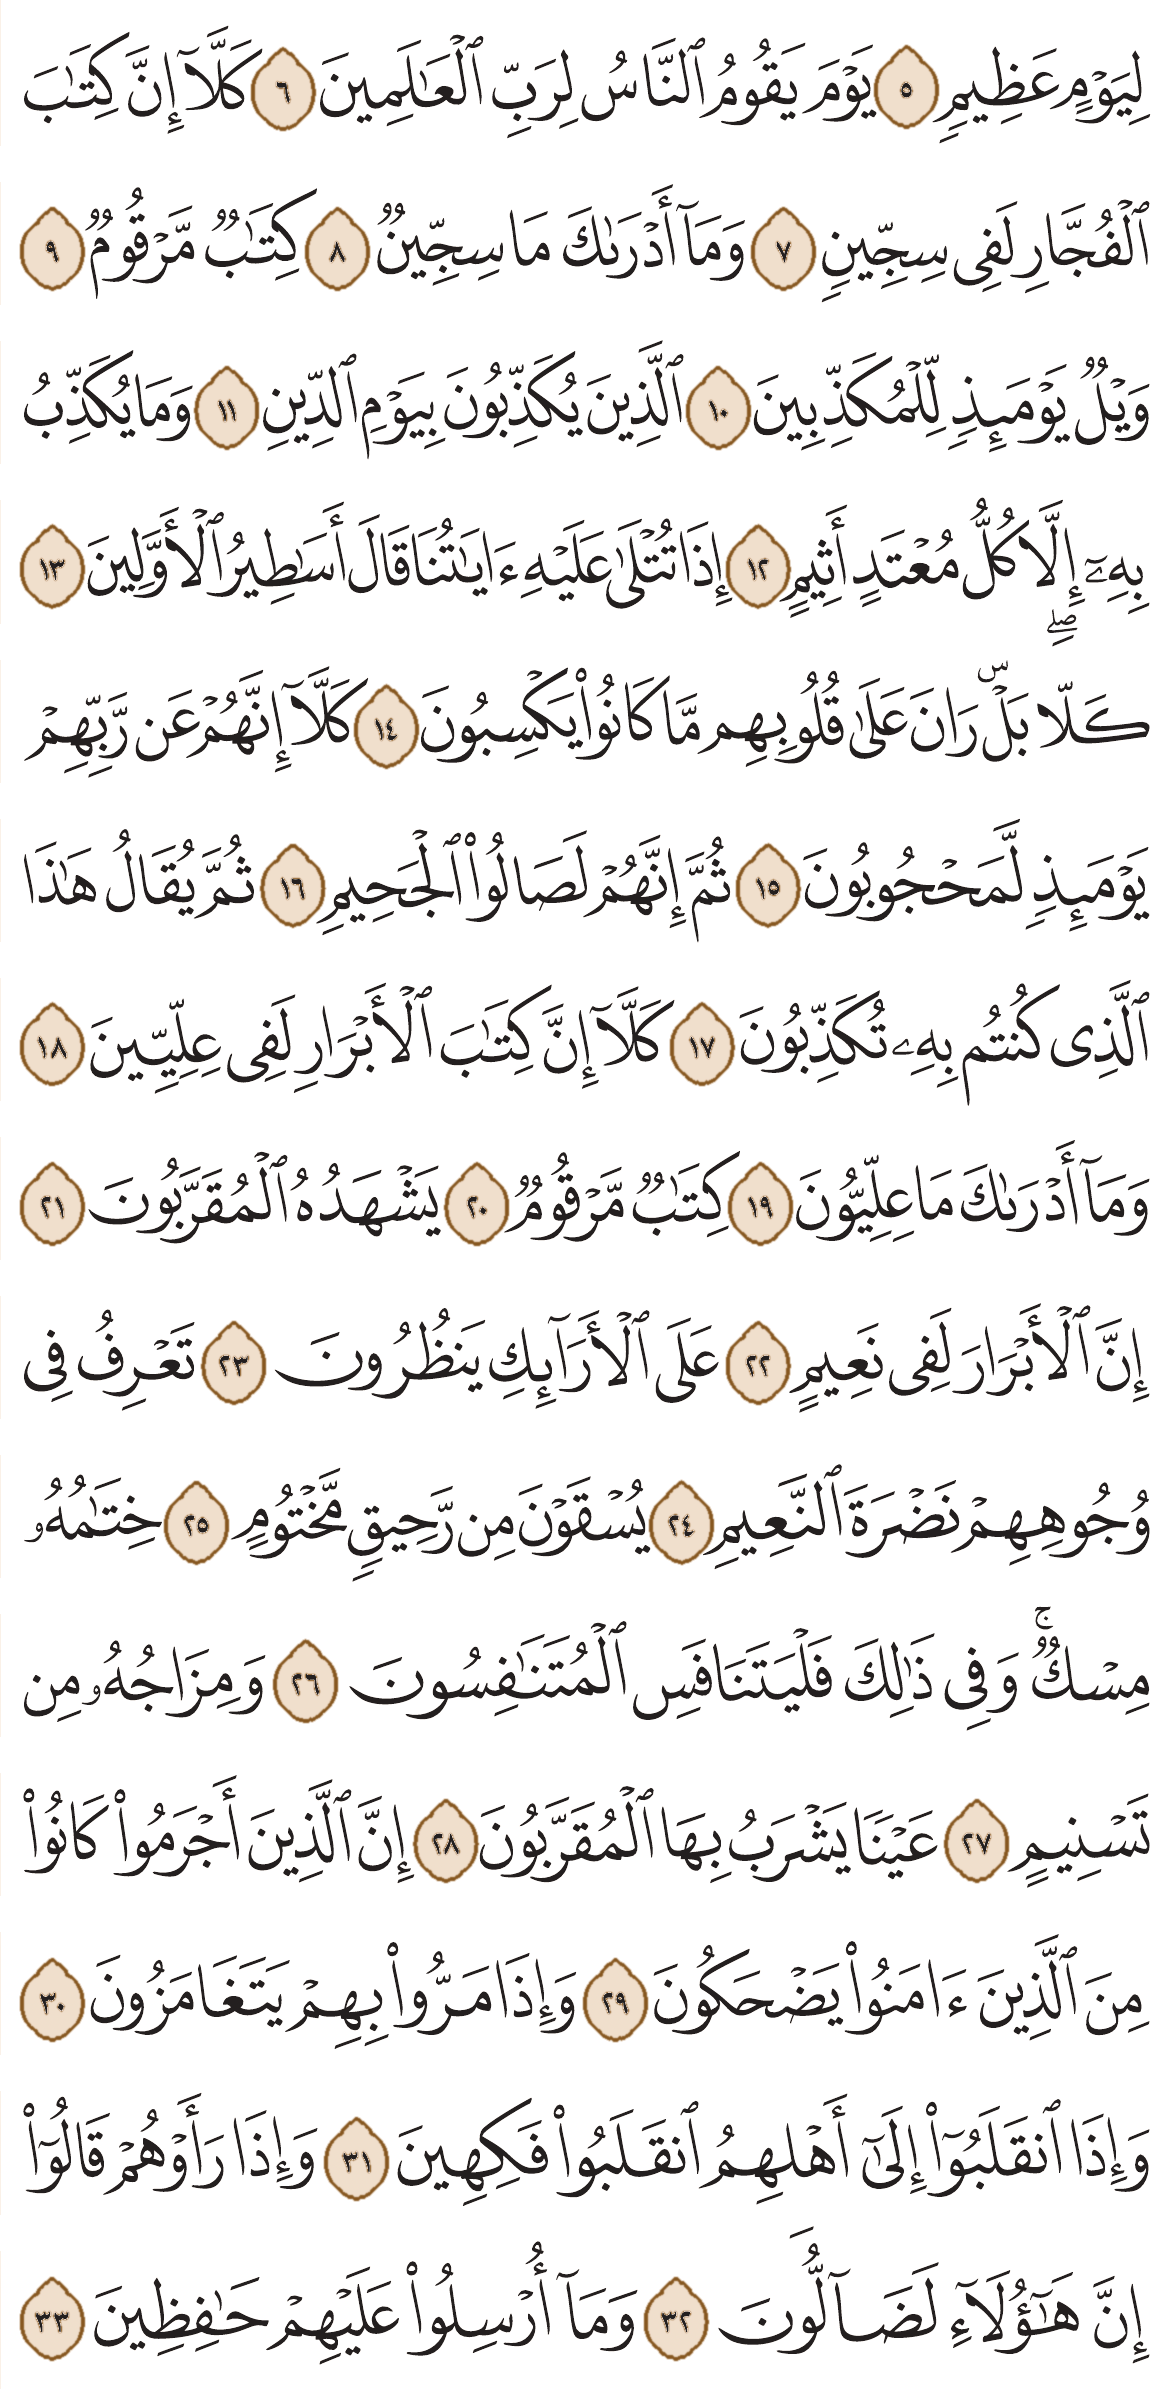 لِيَوۡمٍ عَظِيمٖ ٥ يَوۡمَ يَقُومُ ٱلنَّاسُ لِرَبِّ ٱلۡعَٰلَمِينَ ٦ كَلَّآ إِنَّ كِتَٰبَ
ٱلۡفُجَّارِ لَفِي سِجِّينٖ ٧ وَمَآ أَدۡرَىٰكَ مَا سِجِّينٞ ٨ كِتَٰبٞ مَّرۡقُومٞ ٩
وَيۡلٞ يَوۡمَئِذٖ لِّلۡمُكَذِّبِينَ ١٠ ٱلَّذِينَ يُكَذِّبُونَ بِيَوۡمِ ٱلدِّينِ ١١ وَمَا يُكَذِّبُ
بِهِۦٓ إِلَّا كُلُّ مُعۡتَدٍ أَثِيمٍ ١٢ إِذَا تُتۡلَىٰ عَلَيۡهِ ءَايَٰتُنَا قَالَ أَسَٰطِيرُ ٱلۡأَوَّلِينَ ١٣
كَلَّاۖ بَلۡۜ رَانَ عَلَىٰ قُلُوبِهِم مَّا كَانُواْ يَكۡسِبُونَ ١٤ كَلَّآ إِنَّهُمۡ عَن رَّبِّهِمۡ
يَوۡمَئِذٖ لَّمَحۡجُوبُونَ ١٥ ثُمَّ إِنَّهُمۡ لَصَالُواْ ٱلۡجَحِيمِ ١٦ ثُمَّ يُقَالُ هَٰذَا
ٱلَّذِي كُنتُم بِهِۦ تُكَذِّبُونَ ١٧ كَلَّآ إِنَّ كِتَٰبَ ٱلۡأَبۡرَارِ لَفِي عِلِّيِّينَ ١٨
وَمَآ أَدۡرَىٰكَ مَا عِلِّيُّونَ ١٩ كِتَٰبٞ مَّرۡقُومٞ ٢٠ يَشۡهَدُهُ ٱلۡمُقَرَّبُونَ ٢١
إِنَّ ٱلۡأَبۡرَارَ لَفِي نَعِيمٍ ٢٢ عَلَى ٱلۡأَرَآئِكِ يَنظُرُونَ ٢٣ تَعۡرِفُ فِي
وُجُوهِهِمۡ نَضۡرَةَ ٱلنَّعِيمِ ٢٤ يُسۡقَوۡنَ مِن رَّحِيقٖ مَّخۡتُومٍ ٢٥ خِتَٰمُهُۥ
مِسۡكٞۚ وَفِي ذَٰلِكَ فَلۡيَتَنَافَسِ ٱلۡمُتَنَٰفِسُونَ ٢٦ وَمِزَاجُهُۥ مِن
تَسۡنِيمٍ ٢٧ عَيۡنٗا يَشۡرَبُ بِهَا ٱلۡمُقَرَّبُونَ ٢٨ إِنَّ ٱلَّذِينَ أَجۡرَمُواْ كَانُواْ
مِنَ ٱلَّذِينَ ءَامَنُواْ يَضۡحَكُونَ ٢٩ وَإِذَا مَرُّواْ بِهِمۡ يَتَغَامَزُونَ ٣٠
وَإِذَا ٱنقَلَبُوٓاْ إِلَىٰٓ أَهۡلِهِمُ ٱنقَلَبُواْ فَكِهِينَ ٣١ وَإِذَا رَأَوۡهُمۡ قَالُوٓاْ
إِنَّ هَٰٓؤُلَآءِ لَضَآلُّونَ ٣٢ وَمَآ أُرۡسِلُواْ عَلَيۡهِمۡ حَٰفِظِينَ ٣٣